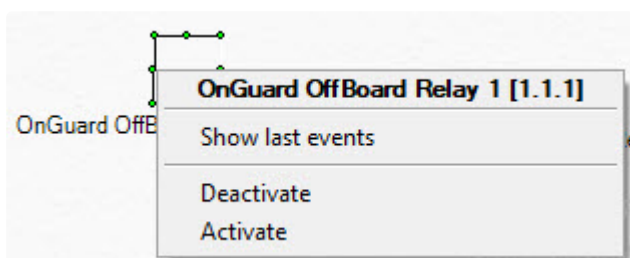 OnGuard OffBoard Relay 1 [1.1.1]
OnGuard OffB
Show last events
Deactivate
Activate